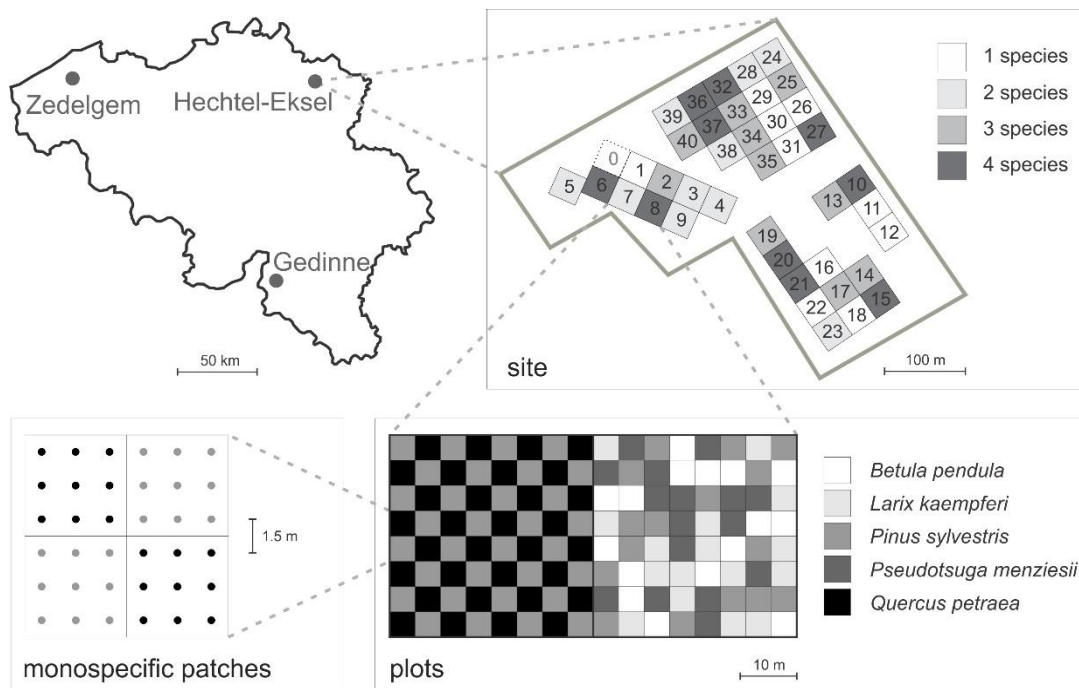 Zedelgem
Hechtel-Eksel
Gedinne
50 km
24
28
25
32
29
26
36
33
30
27
39
37
34
31
40
38
35
0
1
2
3
4
5
6
7
8
9
10
13
11
12
19
20
16
14
21
17
15
22
18
23
1 species
2 species
3 species
4 species
site
100 m
1.5 m
monospecific patches
Betula pendula
Larix kaempferi
Pinus sylvestris
Pseudotsuga menziesii
Quercus petraea
plots
10 m